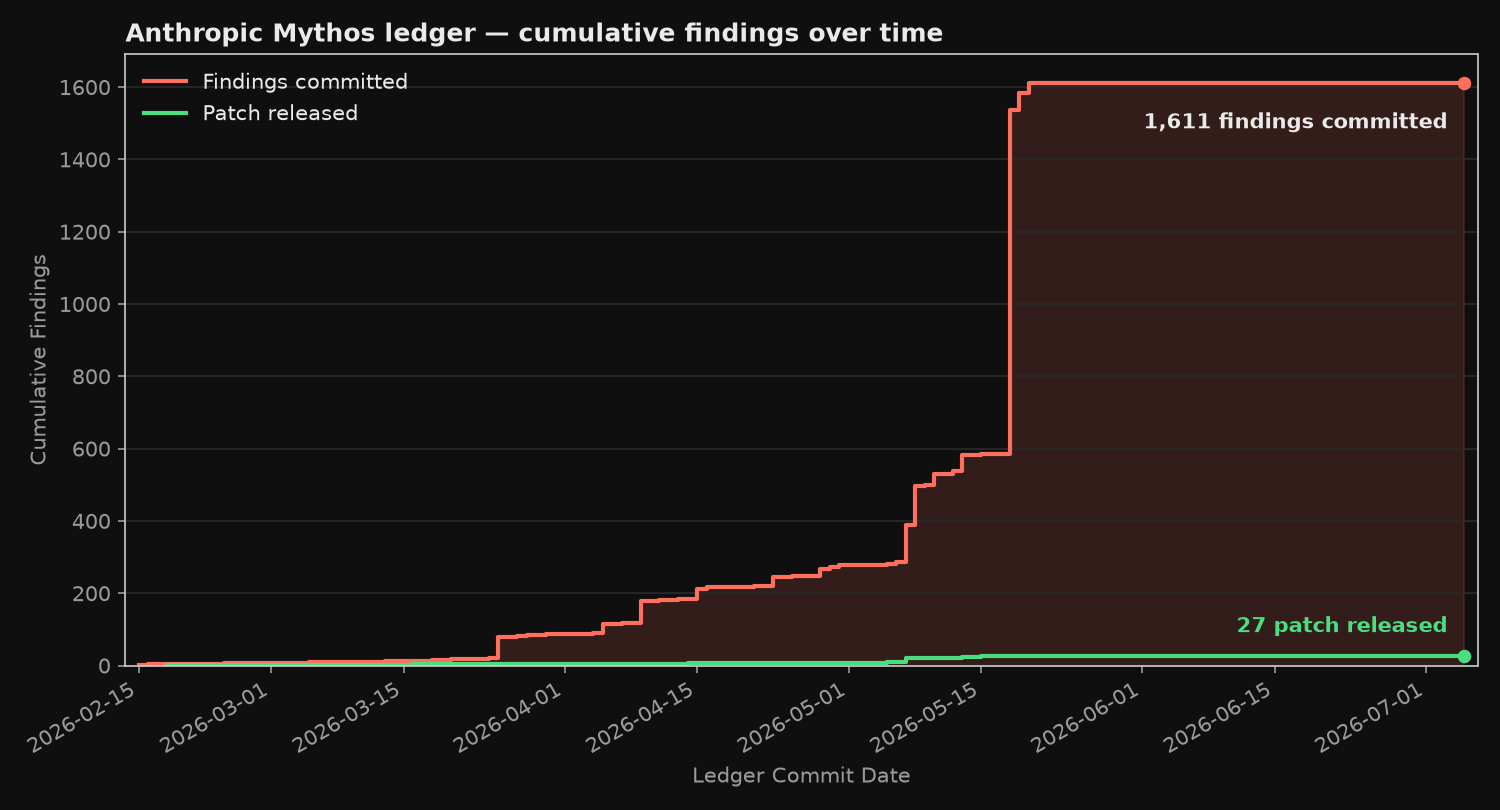 Anthropic Mythos ledger — cumulative findings over time
Findings committed
Patch released
1600
1400
1200
1000
800
600
400
200
0
Cumulative Findings
1,611 findings committed
27 patch released
2026-02-15
2026-03-01
2026-03-15
2026-04-01
2026-04-15
2026-05-01
2026-05-15
2026-06-01
2026-06-15
2026-07-01
Ledger Commit Date